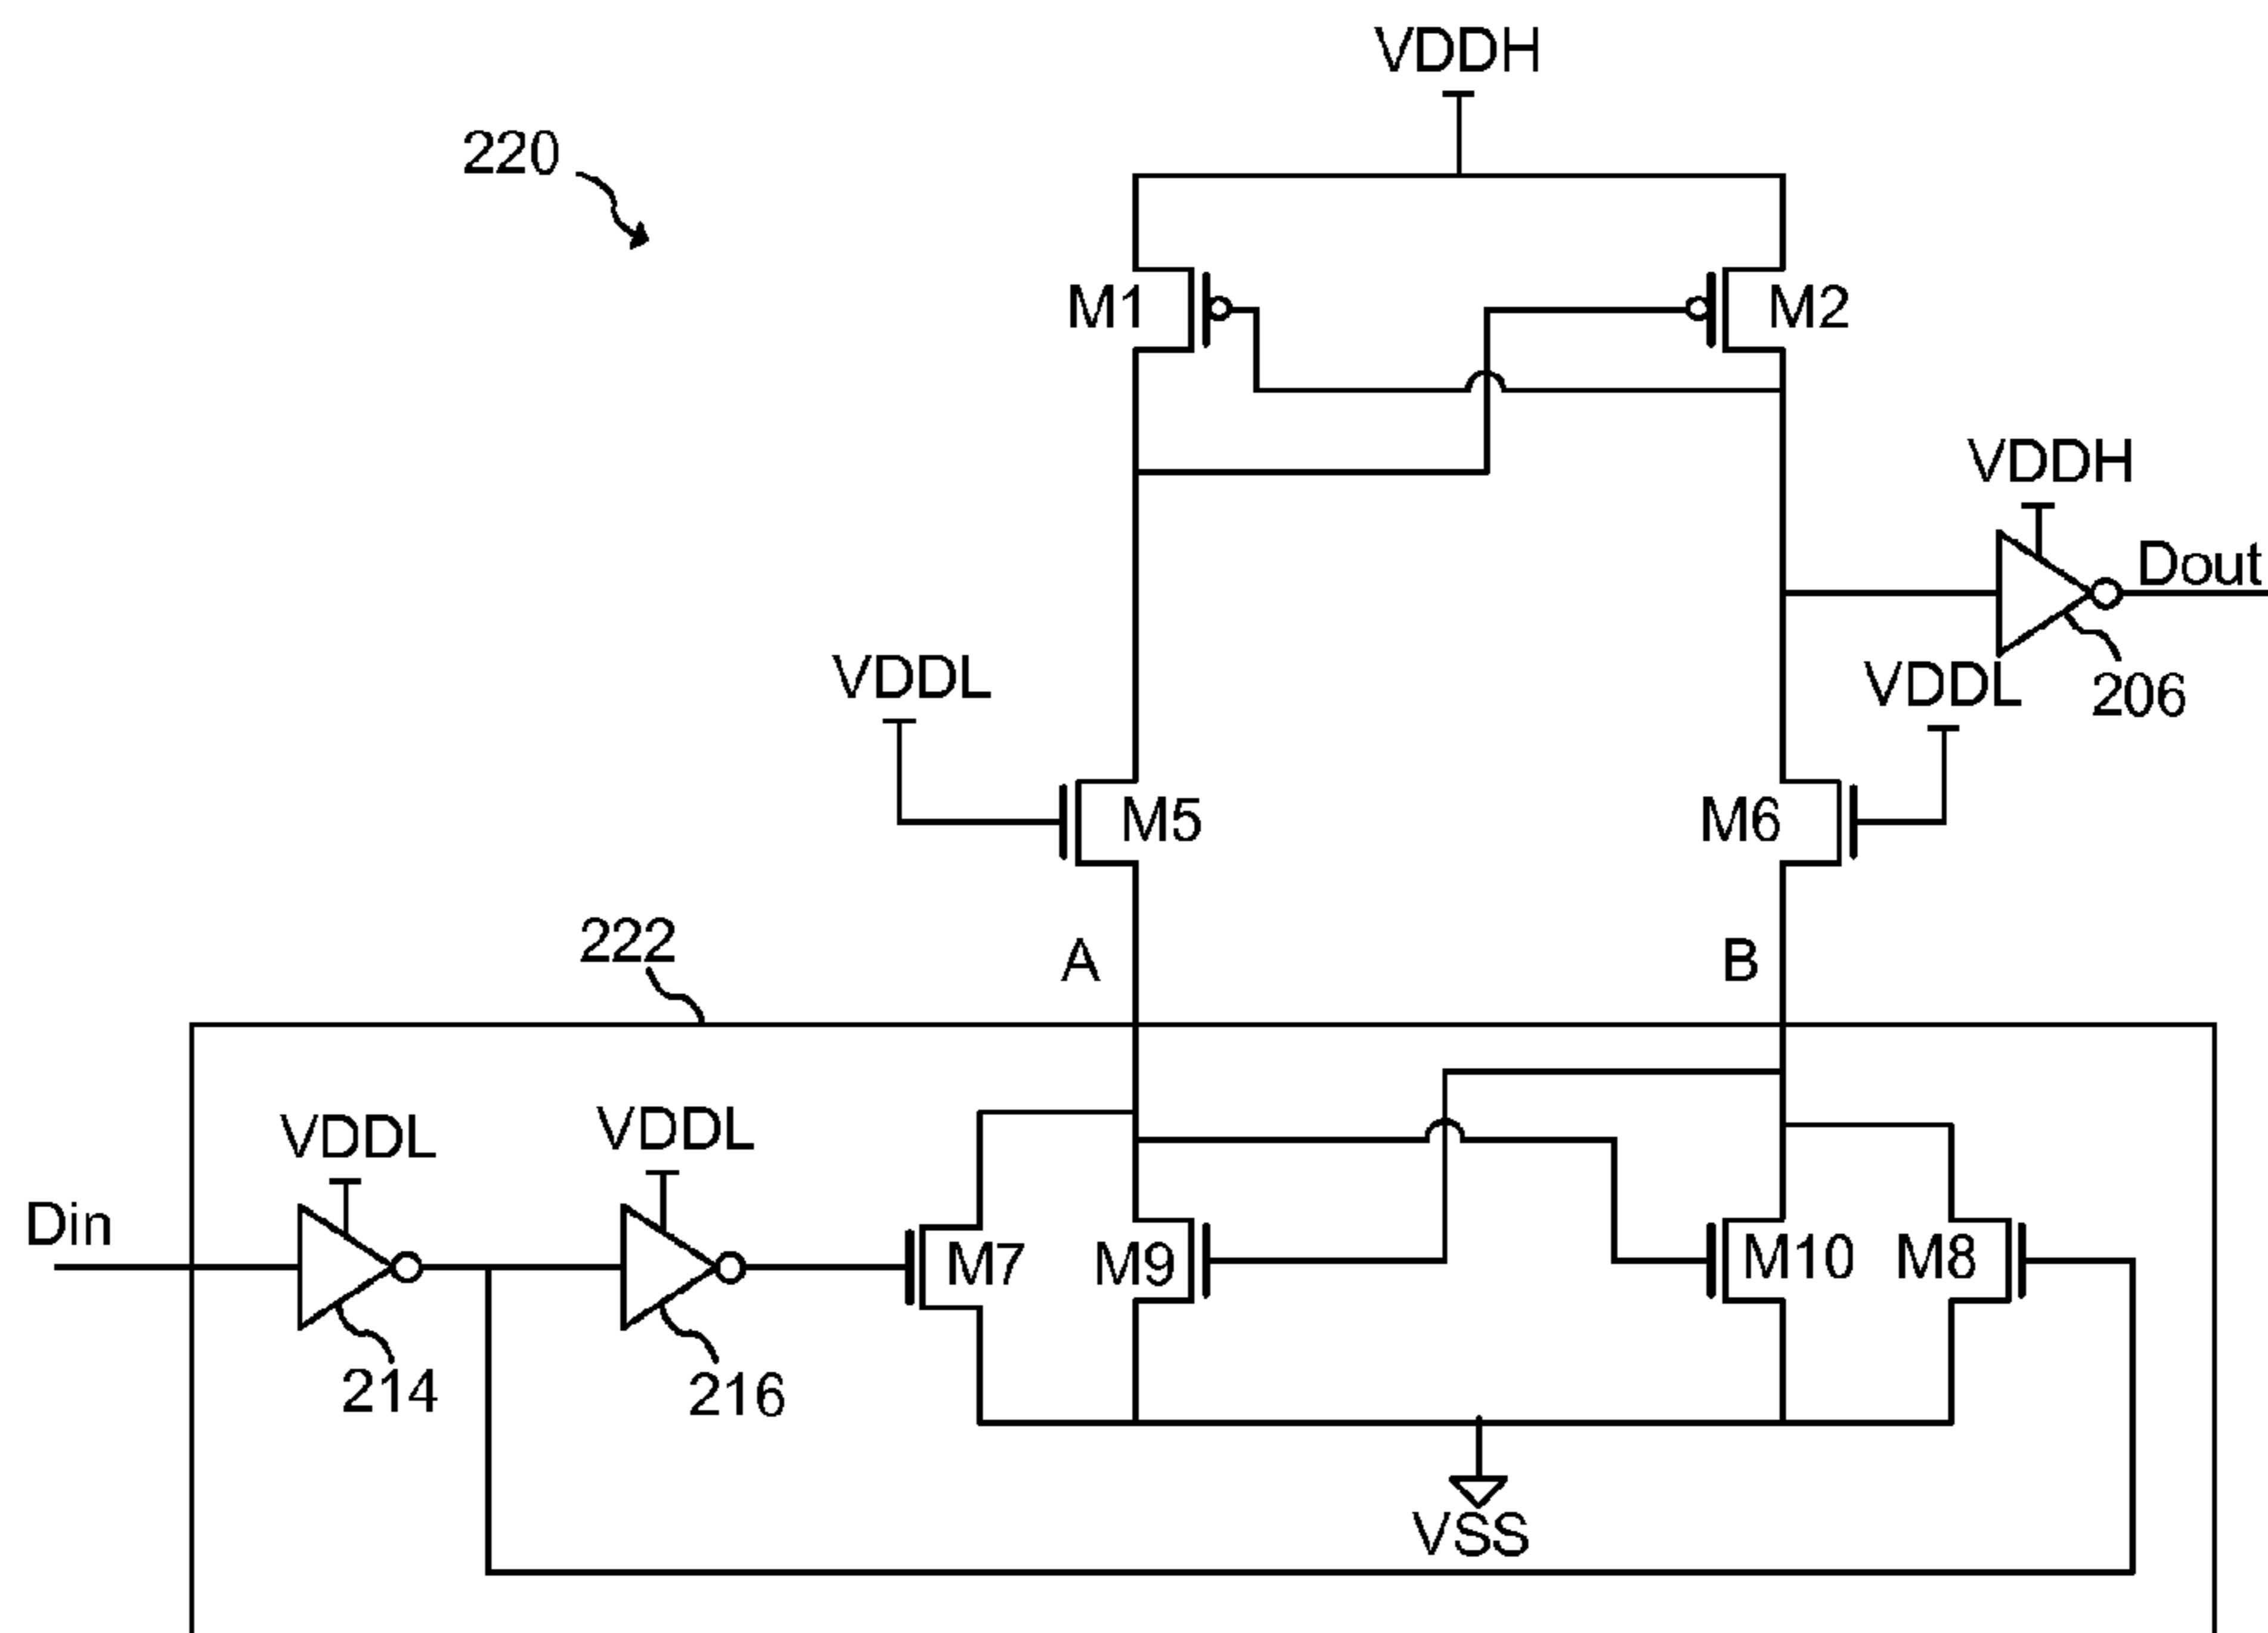 VDDH
220
M1
M2
VDDH
Dout
VDDL
VDDL
206
M5
M6
222
A
B
VDDL
VDDL
Din
M7
M9
M10
M8
214
216
VSS